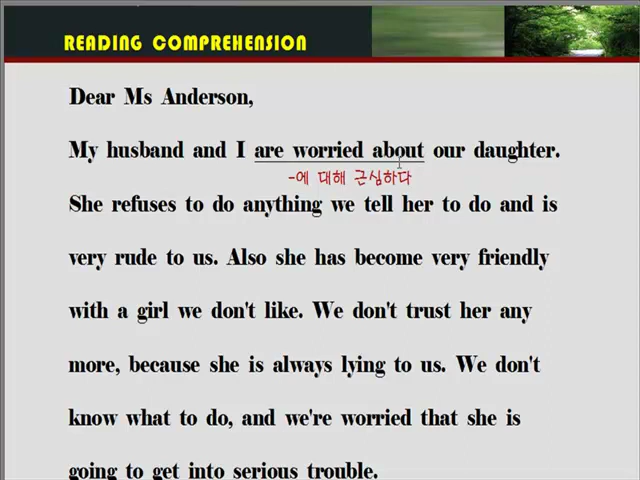 READING COMPREHENSION
Dear Ms Anderson,
My husband and I are worried about our daughter.
-에 대해 근심하다
She refuses to do anything we tell her to do and is
very rude to us. Also she has become very friendly
with a girl we don't like. We don't trust her any
more, because she is always lying to us. We don't
know what to do, and we're worried that she is
going to get into serious trouble.